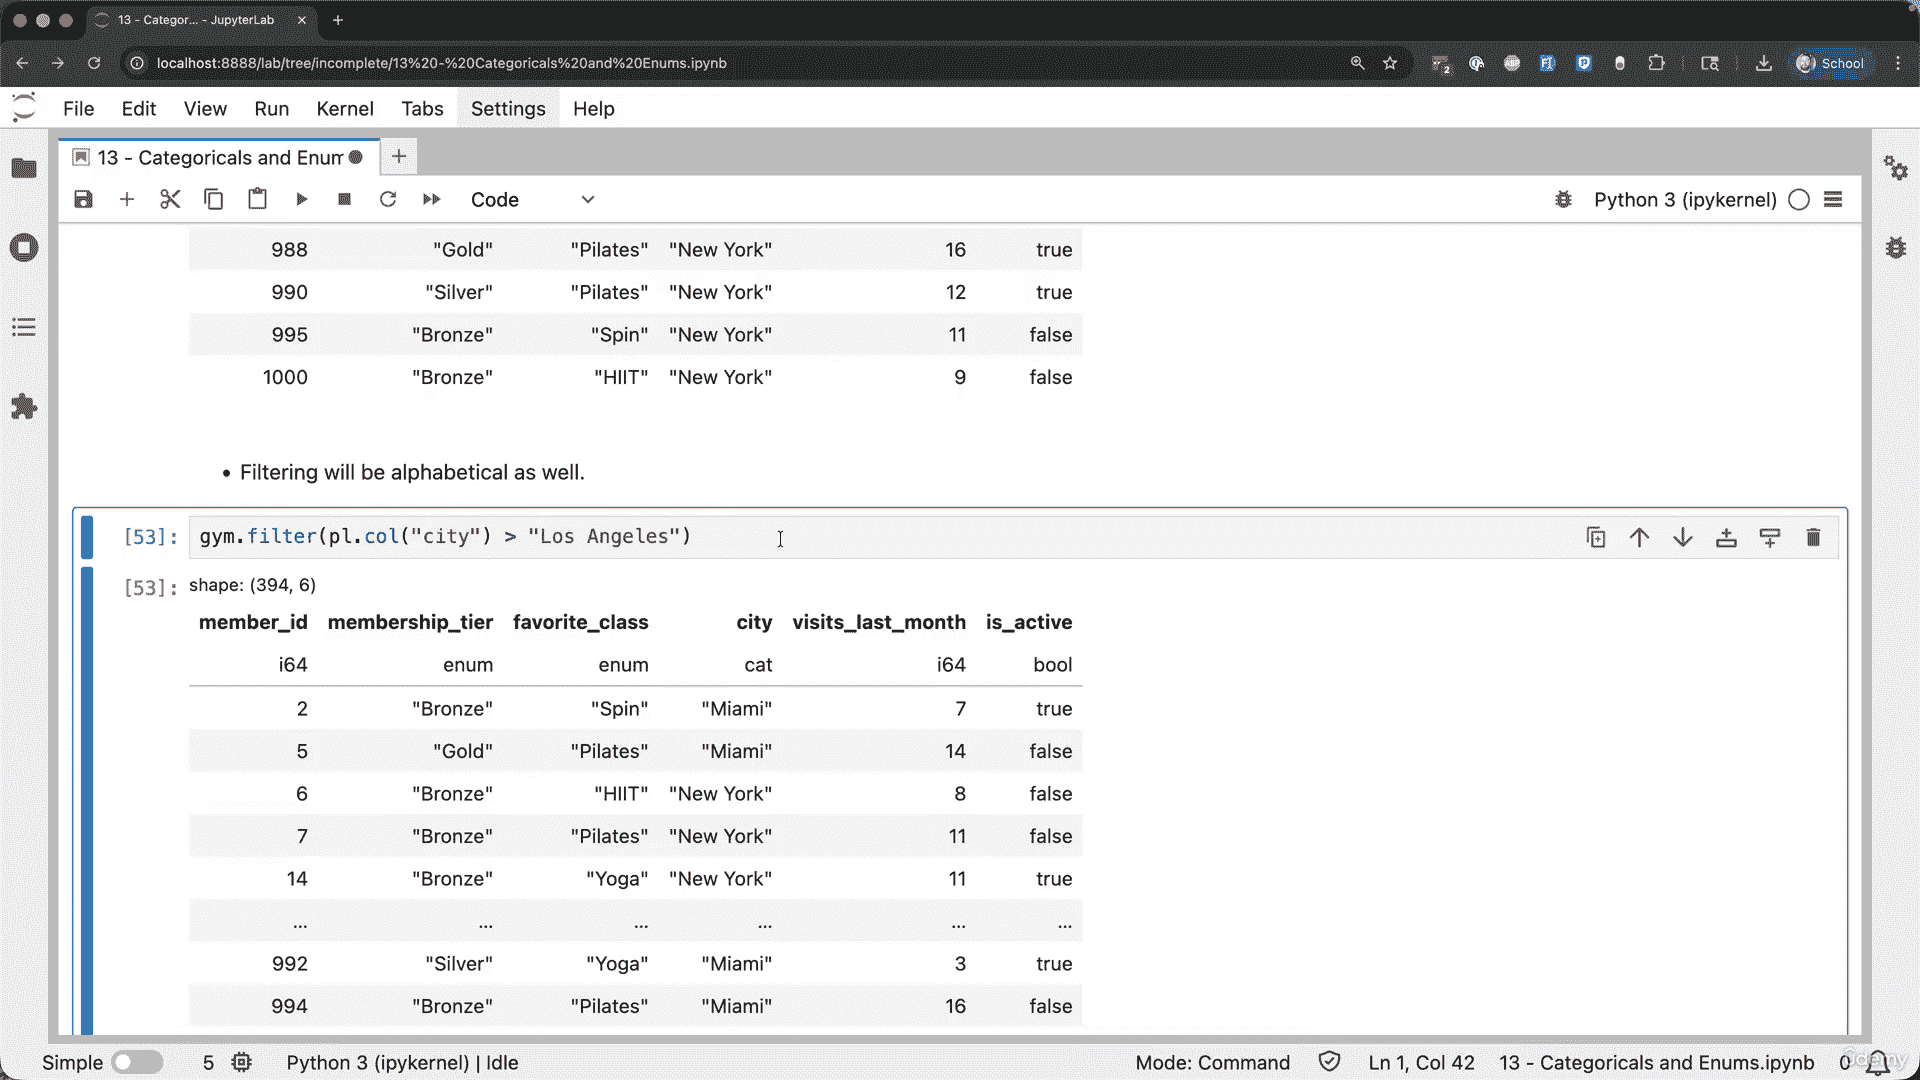 13 - Categor... - JupyterLab
localhost:8888/lab/tree/incomplete/13%20-%20Categoricals%20and%20Enums.ipynb
2
School
File Edit View Run Kernel Tabs Settings Help
13 - Categoricals and Enum
Code
Python 3 (ipykernel)
988 "Gold" "Pilates" "New York" 16 true
990 "Silver" "Pilates" "New York" 12 true
995 "Bronze" "Spin" "New York" 11 false
1000 "Bronze" "HIIT" "New York" 9 false
• Filtering will be alphabetical as well.
[53]: gym.filter(pl.col("city") > "Los Angeles")
[53]: shape: (394, 6)
member_id membership_tier favorite_class city visits_last_month is_active
i64 enum enum cat i64 bool
2 "Bronze" "Spin" "Miami" 7 true
5 "Gold" "Pilates" "Miami" 14 false
6 "Bronze" "HIIT" "New York" 8 false
7 "Bronze" "Pilates" "New York" 11 false
14 "Bronze" "Yoga" "New York" 11 true
... ... ... ... ... ...
992 "Silver" "Yoga" "Miami" 3 true
994 "Bronze" "Pilates" "Miami" 16 false
Simple 5 Python 3 (ipykernel) | Idle Mode: Command Ln 1, Col 42 13 - Categoricals and Enums.ipynb 0
Udemy